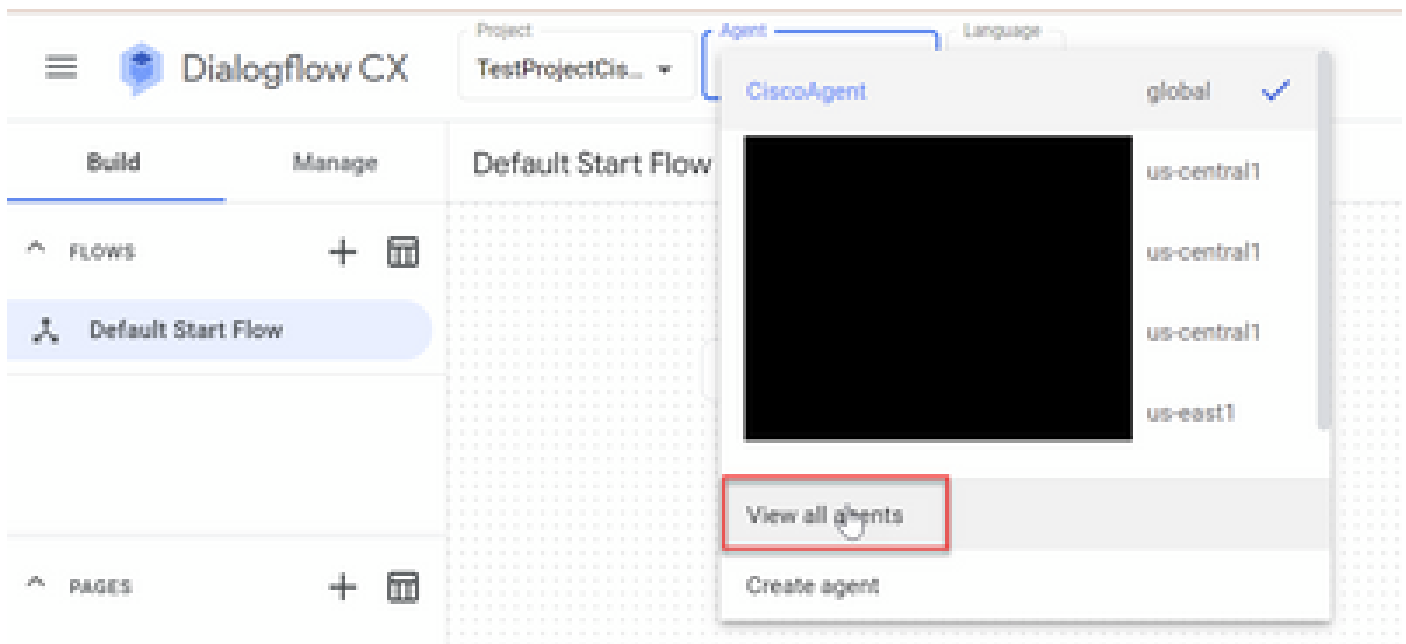 Project
Agent
Language
Dialogflow CX
TestProjectCis...
CiscoAgent global
Build
Manage
Default Start Flow
us-central1
FLOWS
us-central1
Default Start Flow
us-central1
us-east1
View all agents
PAGES
Create agent